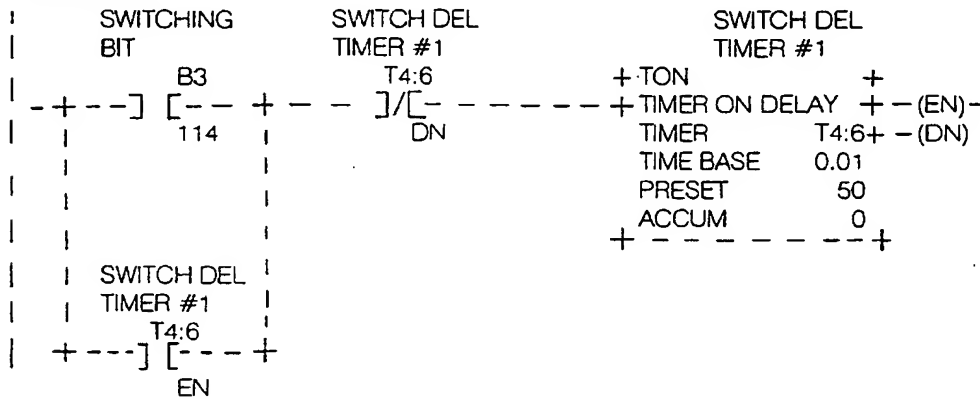 SWITCHING BIT
B3
] [
114
SWITCH DEL TIMER #1
T4:6
]/[
DN
SWITCH DEL TIMER #1
TON
TIMER ON DELAY (EN)
TIMER T4:6 (DN)
TIME BASE 0.01
PRESET 50
ACCUM 0
SWITCH DEL TIMER #1
T4:6
] [
EN